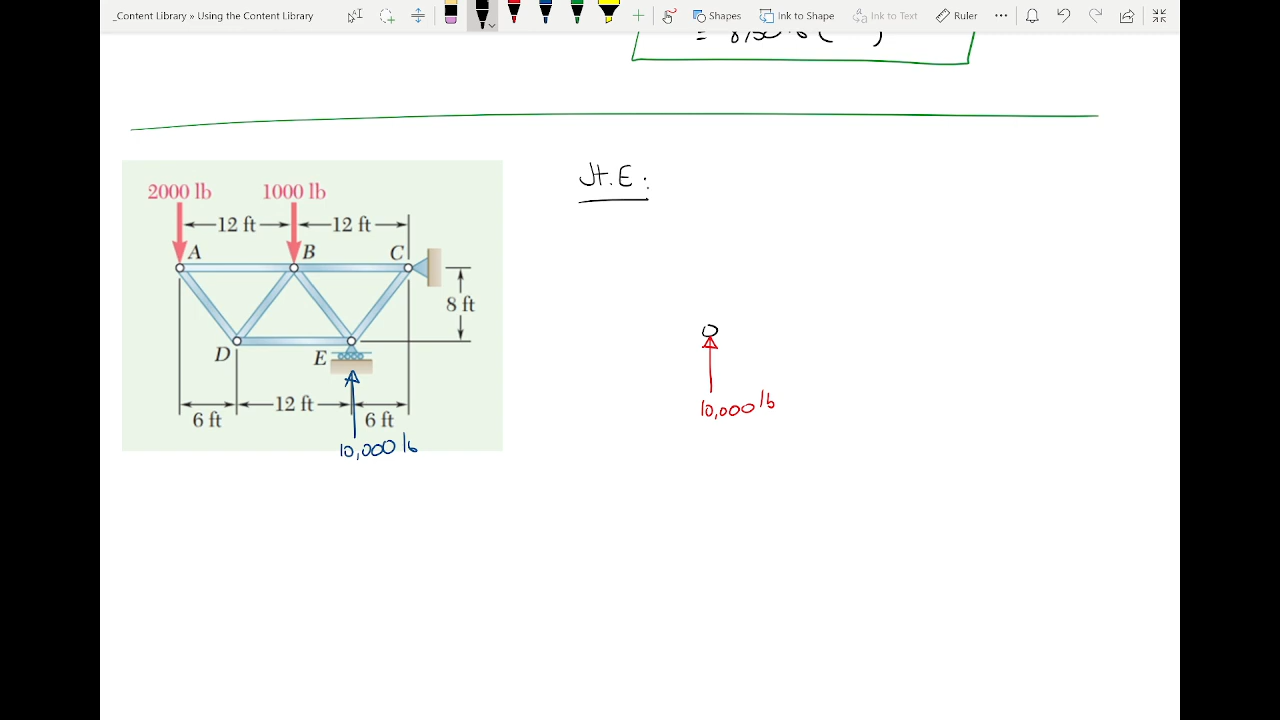 _Content Library » Using the Content Library
Shapes
Ink to Shape
Ink to Text
Ruler
Jt. E:
2000 lb
1000 lb
12 ft
12 ft
A
B
C
8 ft
D
E
6 ft
12 ft
6 ft
10,000 lb
10,000 lb